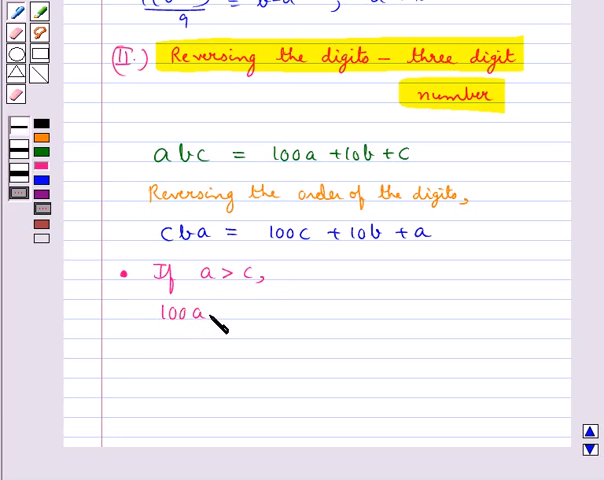 = b-a ,
9
(II.) Reversing the digits – three digit
number
abc = 100a +10b +c
Reversing the order of the digits,
cba = 100c + 10b + a
• If a > c,
100a